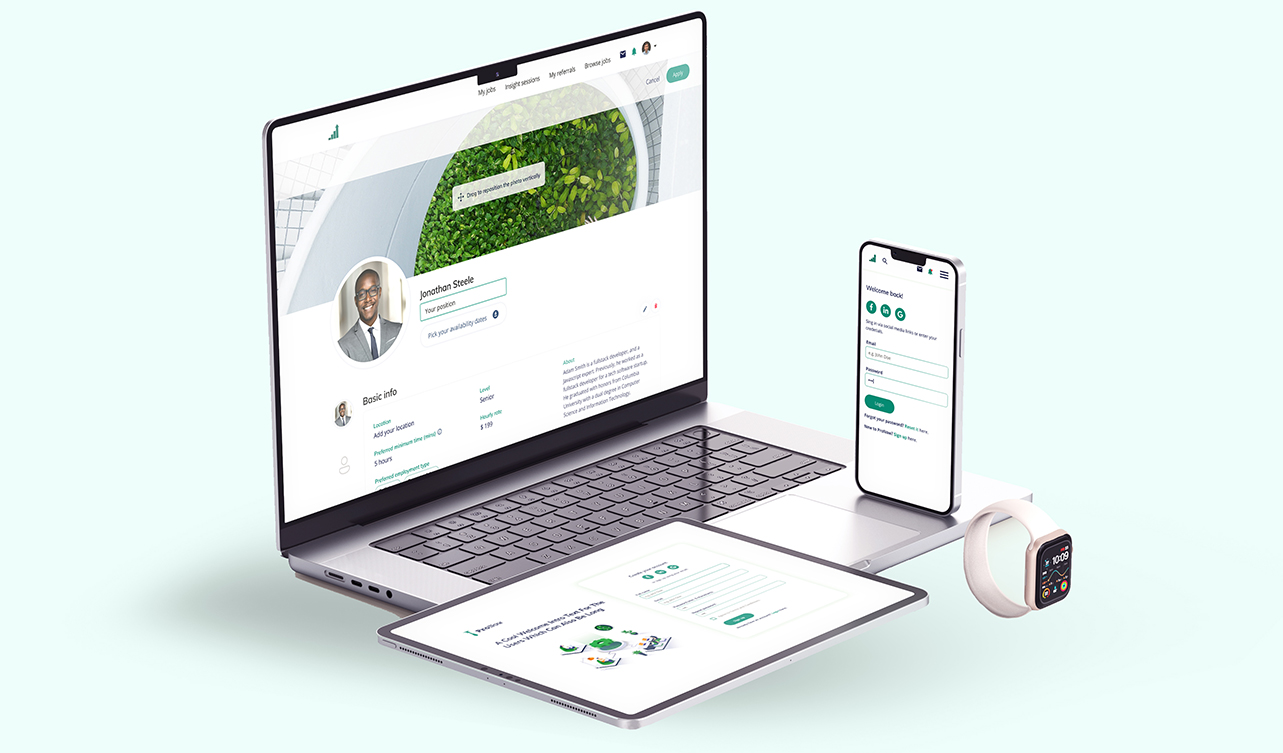 My jobs
Insight sessions
My referrals
Browse jobs
Cancel
Apply
Drag to reposition the photo vertically
Jonathan Steele
Your position
Pick your availability dates
Basic info
Location
Add your location
Preferred minimum time (hrs)
5 hours
Preferred employment type
Level
Senior
Hourly rate
$ 199
About
Adam Smith is a fullstack developer, and a
Javascript expert. Previously, he worked as a
fullstack developer for a tech software startup.
He graduated with honors from Columbia
University with a dual degree in Computer
Science and Information Technology.
Welcome back!
f
in
G
Sing in via social media links or enter your
credentials
Email
e.g. John Doe
Password
Login
Forgot your password? Reset it here.
New to Profiow? Sign up here.
A Cool Welcome Into Text For The
Users Which Can Also Be Long
Create your account
10:09